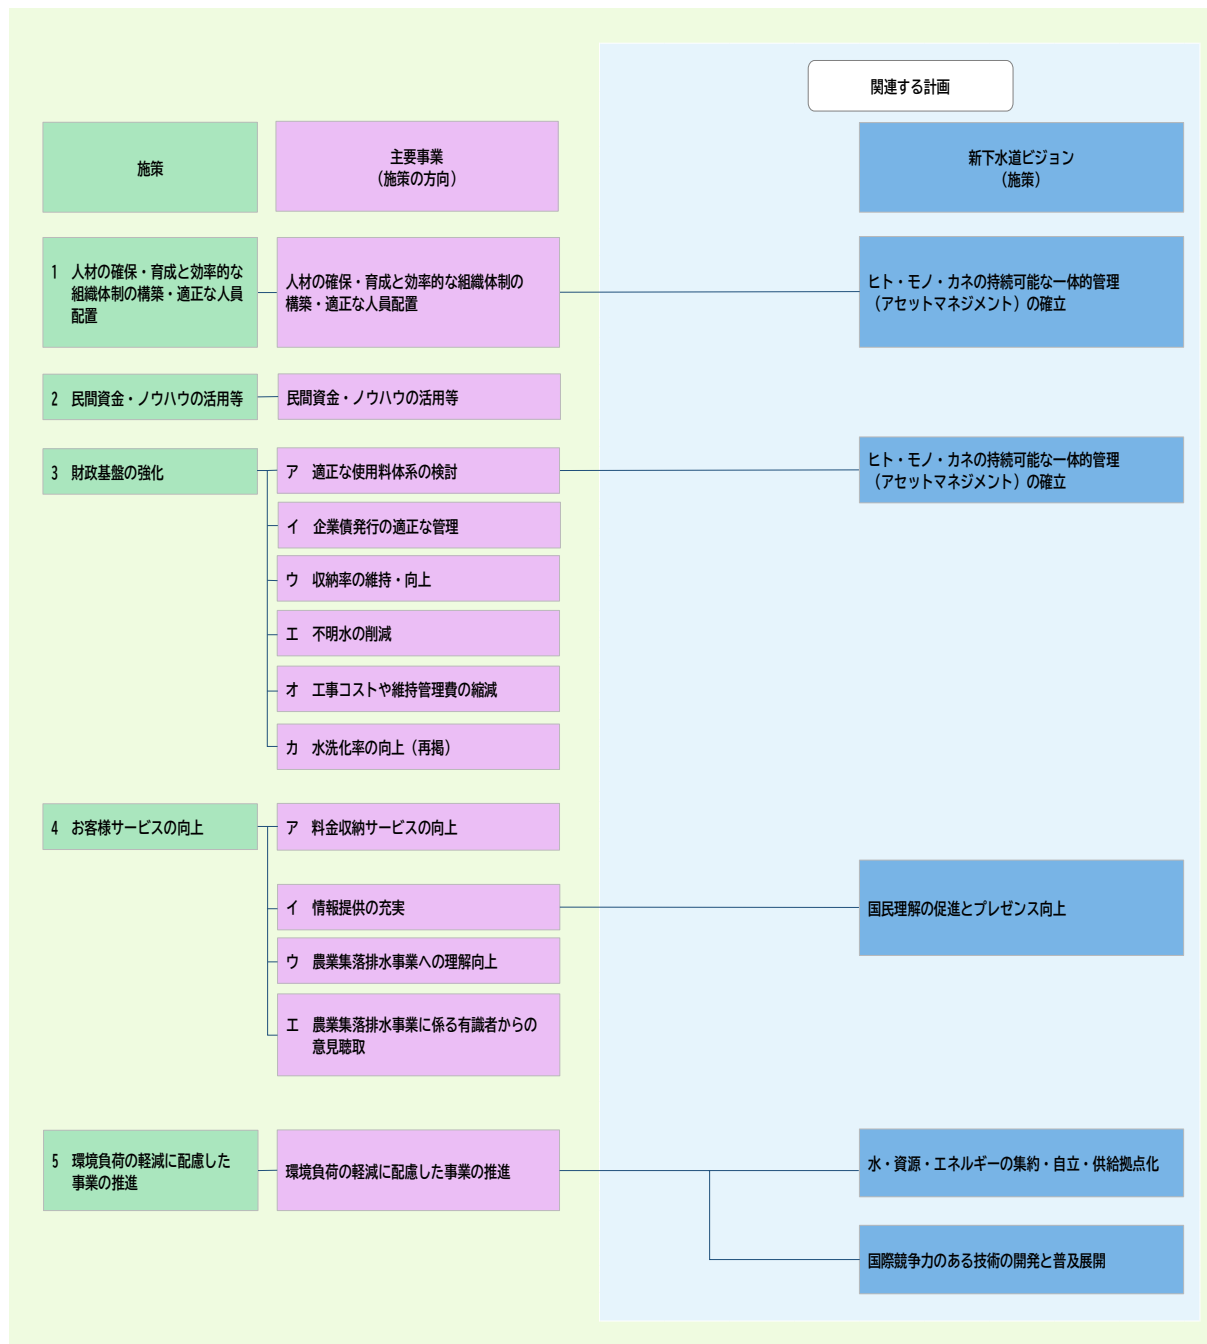 関連する計画
施策
主要事業
（施策の方向）
新下水道ビジョン
（施策）
1 人材の確保・育成と効率的な
組織体制の構築・適正な人員
配置
人材の確保・育成と効率的な組織体制の
構築・適正な人員配置
ヒト・モノ・カネの持続可能な一体的管理
（アセットマネジメント）の確立
2 民間資金・ノウハウの活用等
民間資金・ノウハウの活用等
3 財政基盤の強化
ア 適正な使用料体系の検討
ヒト・モノ・カネの持続可能な一体的管理
（アセットマネジメント）の確立
イ 企業債発行の適正な管理
ウ 収納率の維持・向上
エ 不明水の削減
オ 工事コストや維持管理費の縮減
カ 水洗化率の向上（再掲）
4 お客様サービスの向上
ア 料金収納サービスの向上
イ 情報提供の充実
国民理解の促進とプレゼンス向上
ウ 農業集落排水事業への理解向上
エ 農業集落排水事業に係る有識者からの
意見聴取
5 環境負荷の軽減に配慮した
事業の推進
環境負荷の軽減に配慮した事業の推進
水・資源・エネルギーの集約・自立・供給拠点化
国際競争力のある技術の開発と普及展開